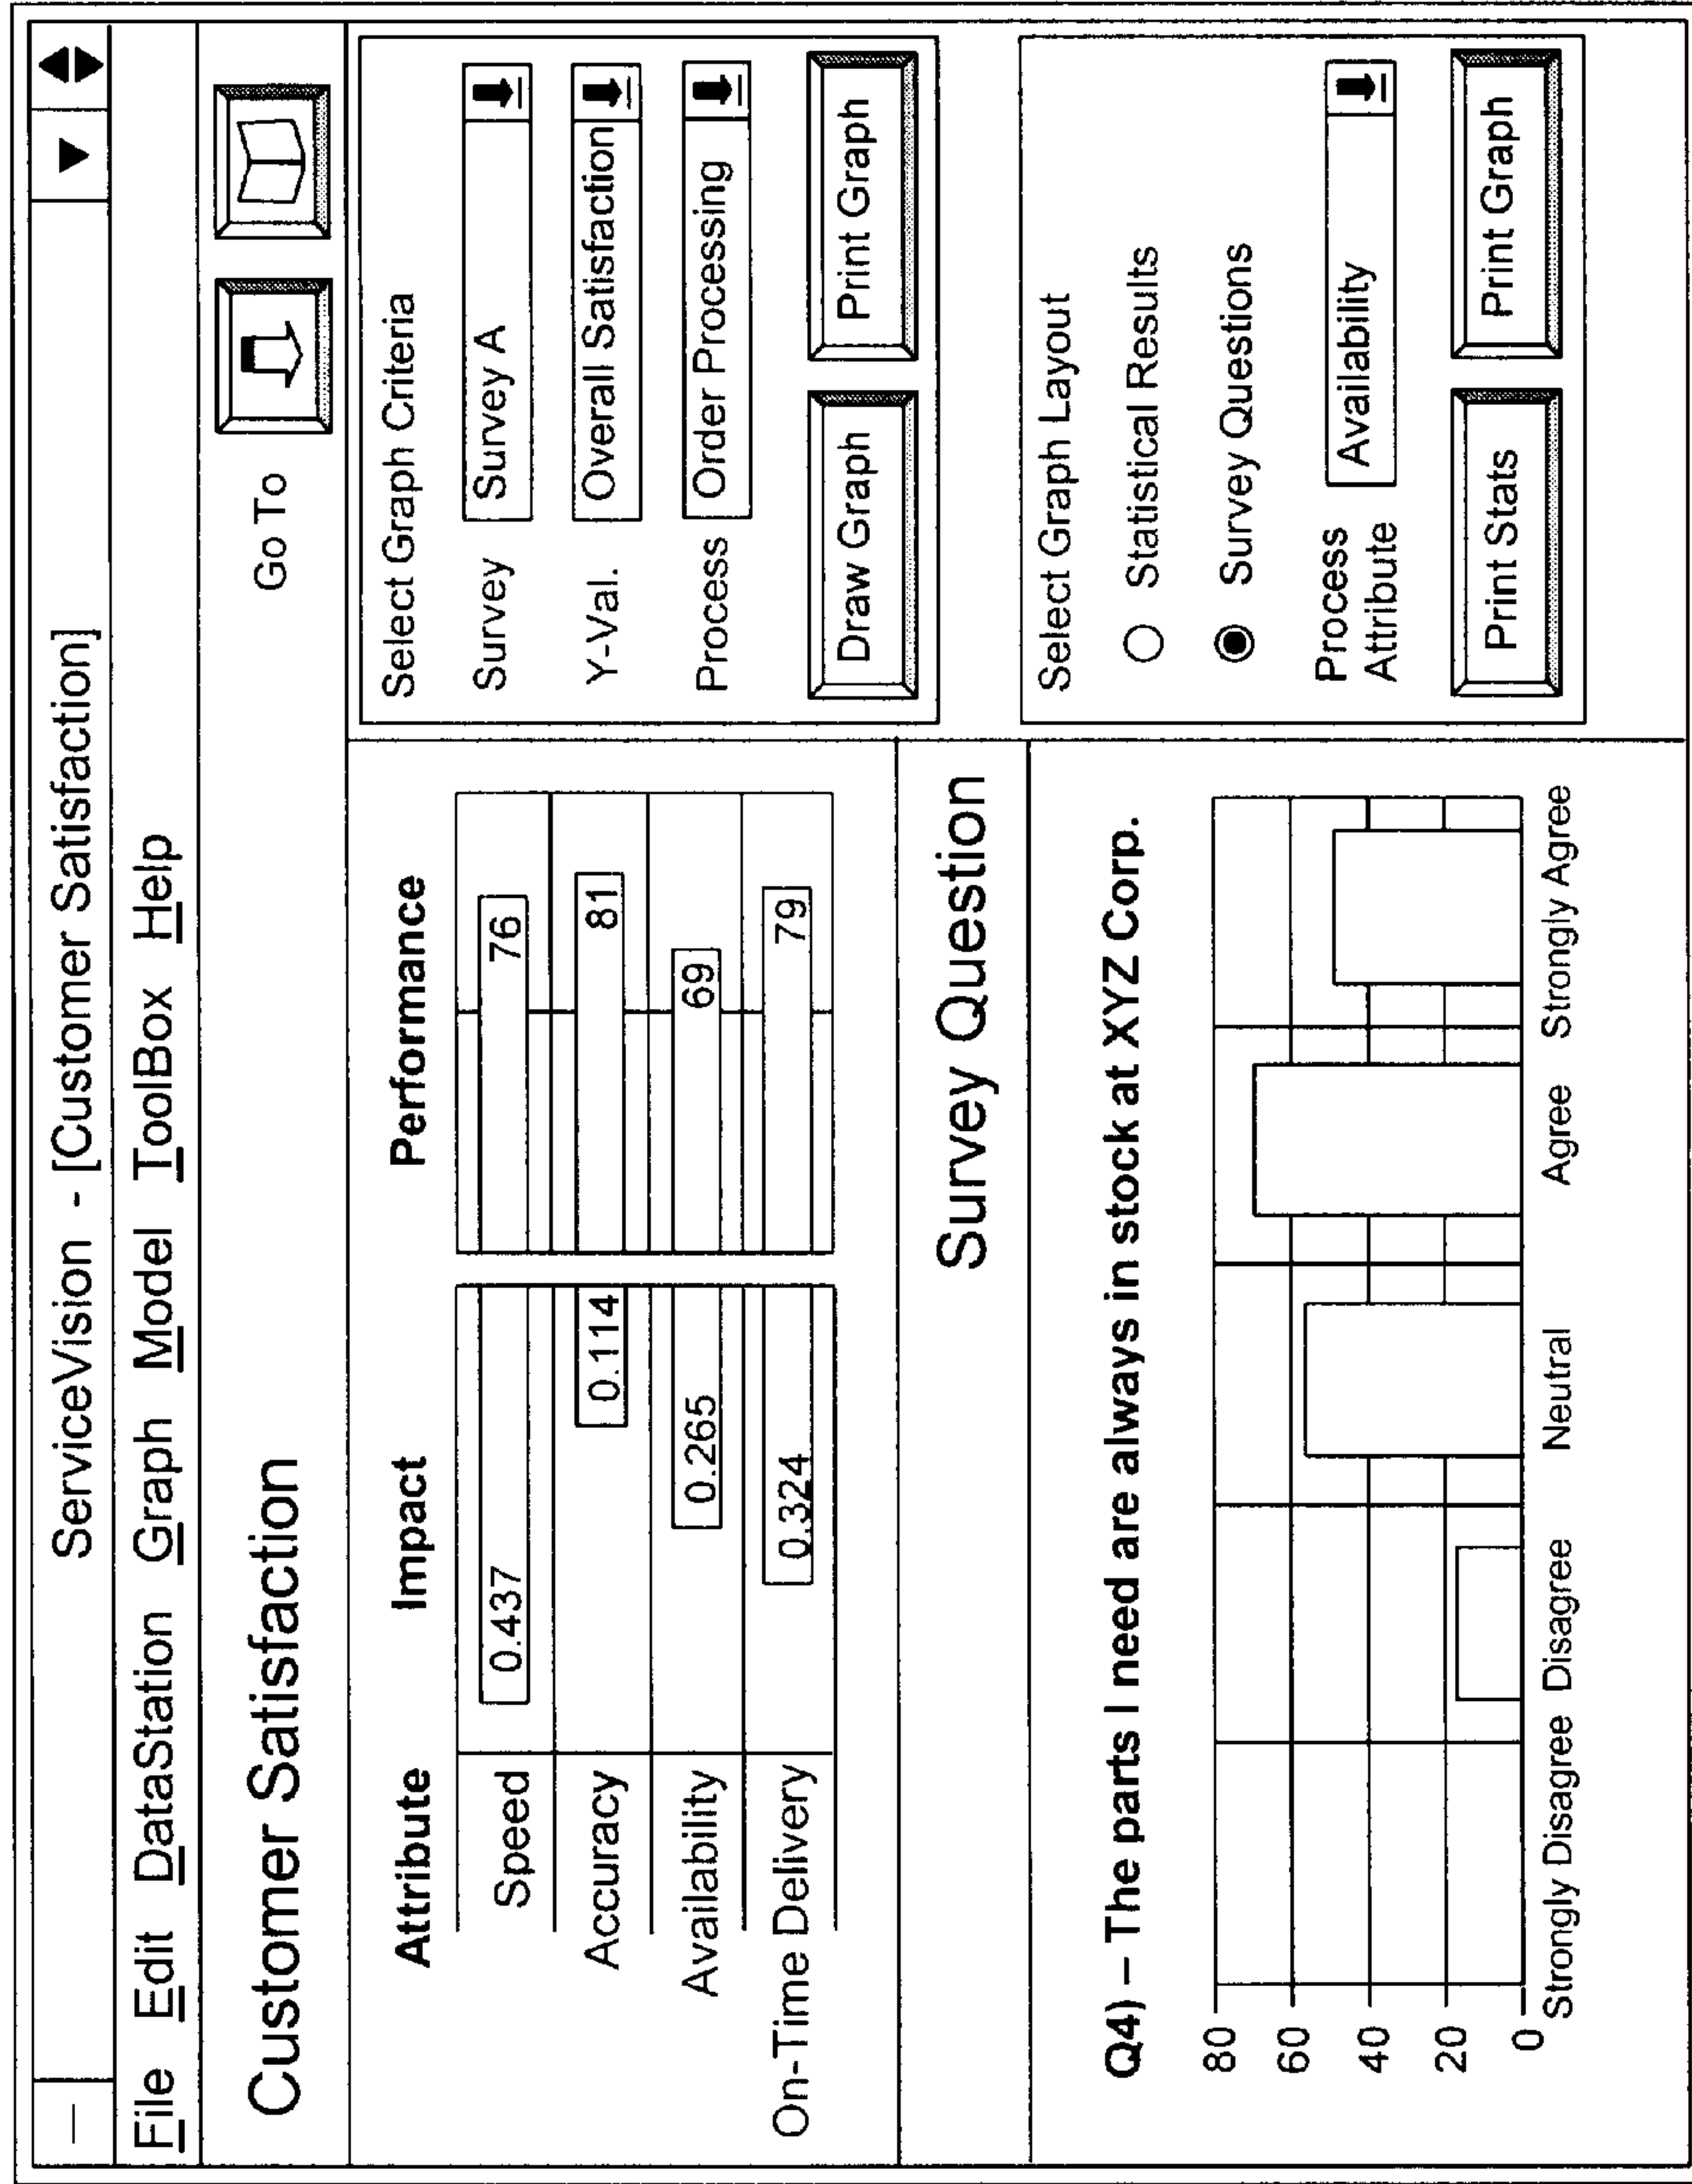 ServiceVision - [Customer Satisfaction]
File Edit DataStation Graph Model ToolBox Help
Customer Satisfaction
Go To
Attribute Impact Performance
Speed 0.437 76
Accuracy 0.114 81
Availability 0.265 69
On-Time Delivery 0.324 79
Select Graph Criteria
Survey Survey A
Y-Val. Overall Satisfaction
Process Order Processing
Draw Graph Print Graph
Survey Question
Q4) – The parts I need are always in stock at XYZ Corp.
80
60
40
20
0
Strongly Disagree Disagree Neutral Agree Strongly Agree
Select Graph Layout
Statistical Results
Survey Questions
Process
Attribute
Availability
Print Stats Print Graph